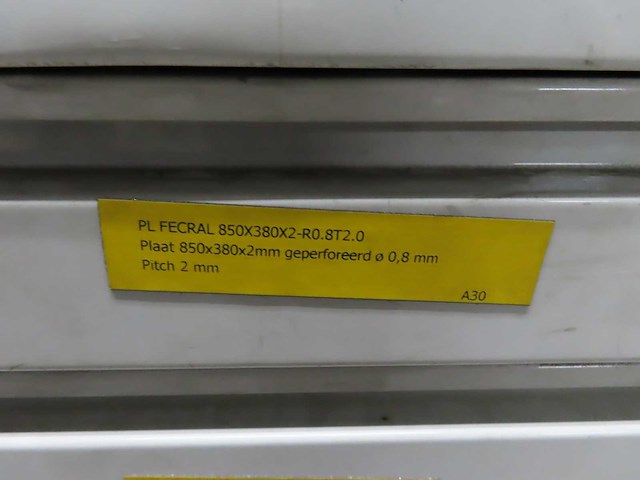 PL FECRAL 850X380X2-R0.8T2.0
Plaat 850x380x2mm geperforeerd ø 0,8 mm
Pitch 2 mm
A30